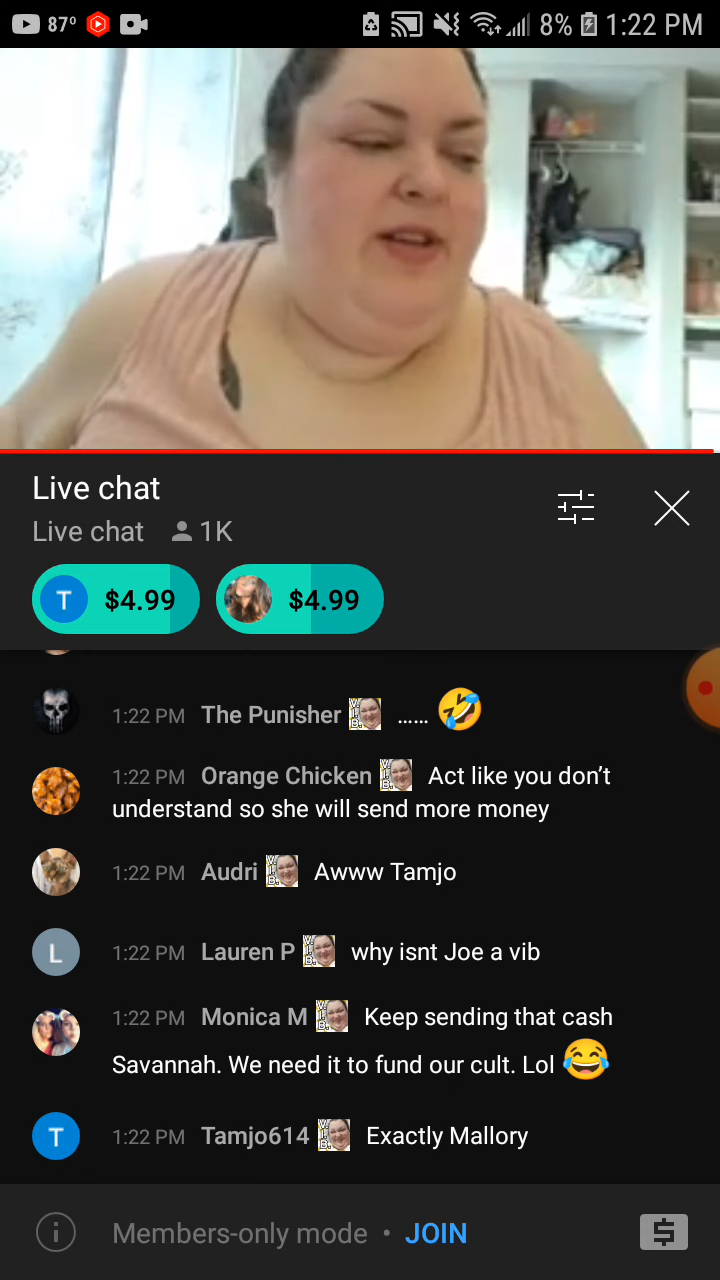 87° 8% 1:22 PM
Live chat
Live chat 1K
T $4.99 $4.99
1:22 PM The Punisher V.I.B. ...... 🤣
1:22 PM Orange Chicken V.I.B. Act like you don't
understand so she will send more money
1:22 PM Audri V.I.B. Awww Tamjo
L 1:22 PM Lauren P V.I.B. why isnt Joe a vib
1:22 PM Monica M V.I.B. Keep sending that cash
Savannah. We need it to fund our cult. Lol 😂
T 1:22 PM Tamjo614 V.I.B. Exactly Mallory
Members-only mode • JOIN